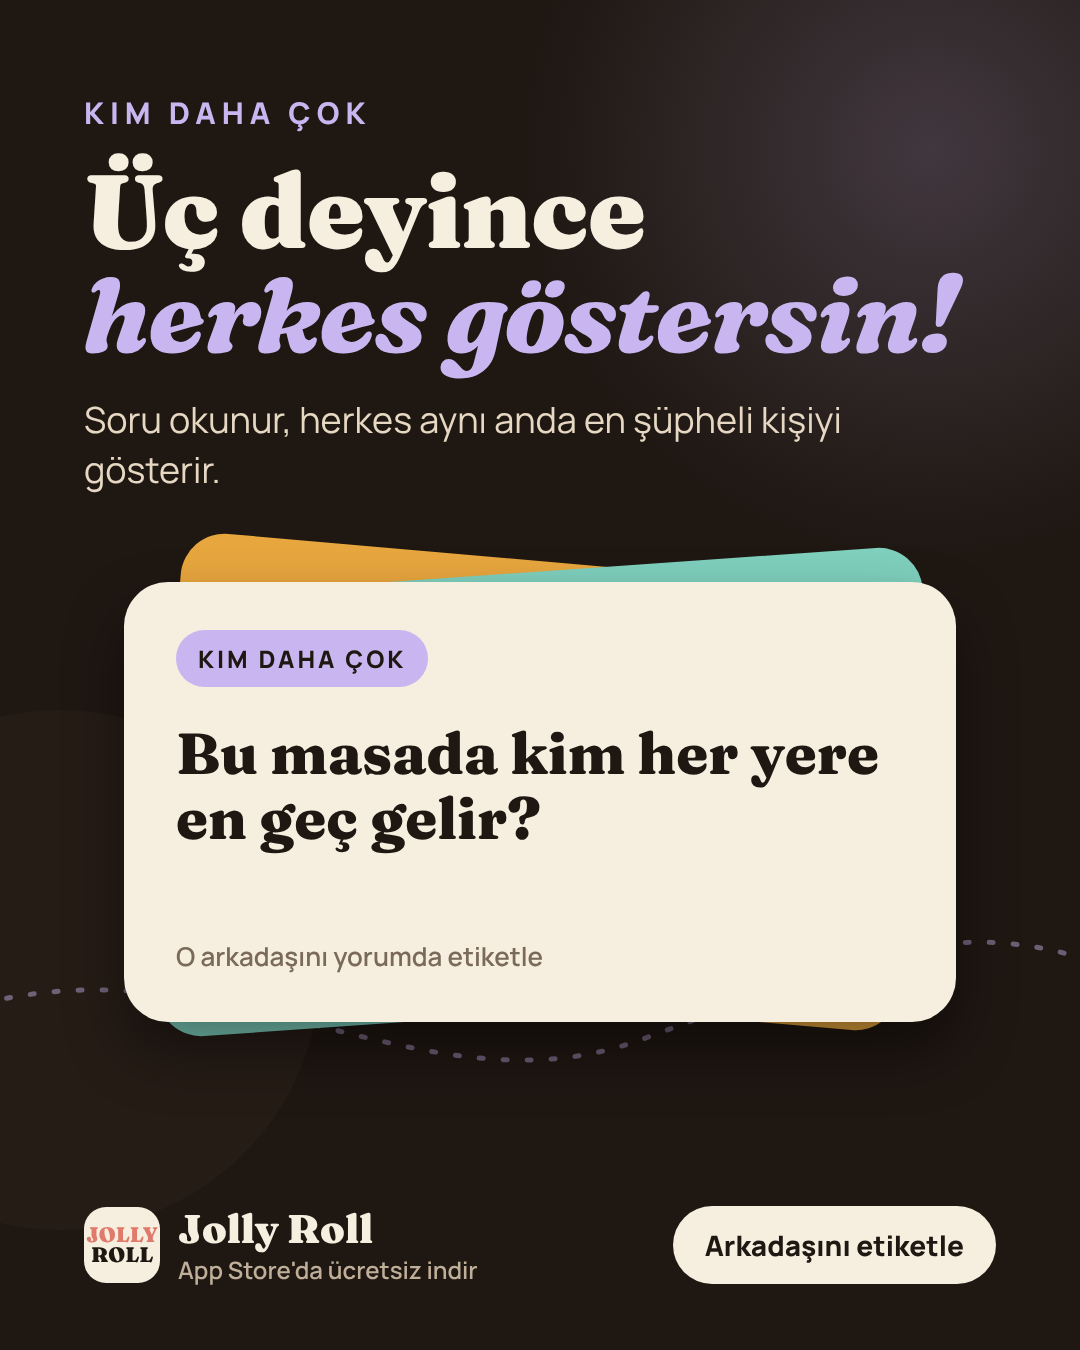 KIM DAHA ÇOK
Üç deyince
herkes göstersin!
Soru okunur, herkes aynı anda en şüpheli kişiyi
gösterir.
KIM DAHA ÇOK
Bu masada kim her yere
en geç gelir?
O arkadaşını yorumda etiketle
JOLLY
ROLL
Jolly Roll
App Store'da ücretsiz indir
Arkadaşını etiketle